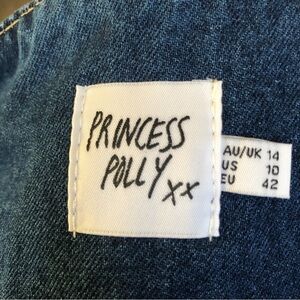 PRINCESS
POLLY xx
AU/UK 14
US 10
EU 42